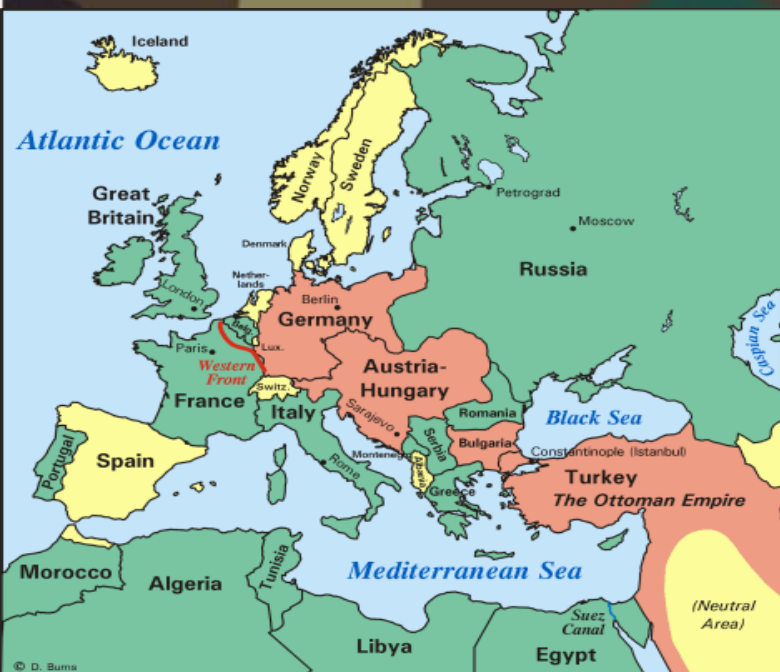 Iceland
Atlantic Ocean
Great
Britain
Norway
Sweden
Petrograd
Moscow
Denmark
Russia
Nether-
lands
London
Berlin
Germany
Belg.
Caspian Sea
Paris
Lux.
Western
Front
Switz.
Austria-
Hungary
France
Italy
Sarajevo
Romania
Black Sea
Portugal
Spain
Serbia
Bulgaria
Montenegro
Constantinople (Istanbul)
Rome
Albania
Greece
Turkey
The Ottoman Empire
Morocco
Algeria
Tunisia
Mediterranean Sea
(Neutral
Area)
Suez
Canal
Libya
Egypt
© D. Burns